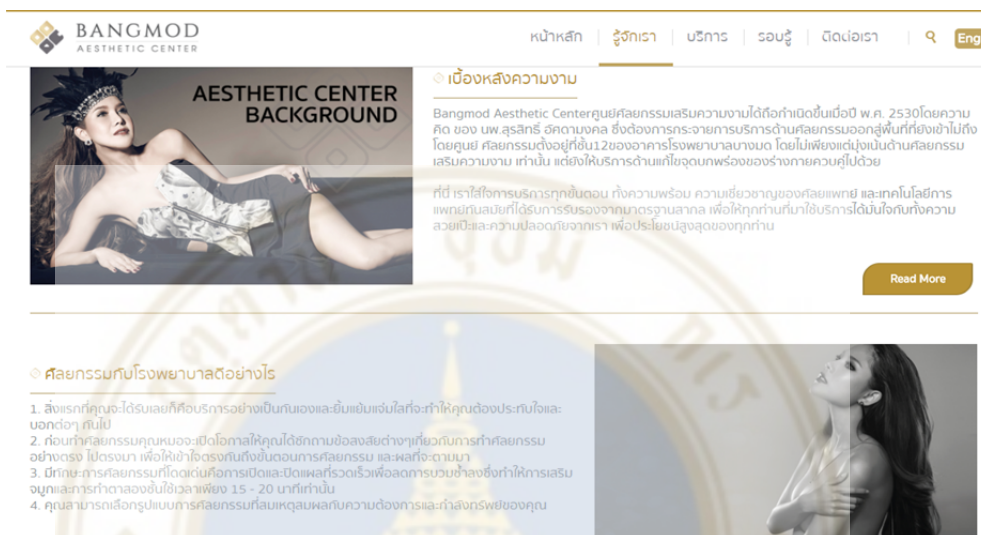 BANGMOD
AESTHETIC CENTER
หน้าหลัก
รู้จักเรา
บริการ
รอบรู้
ติดต่อเรา
Eng
AESTHETIC CENTER
BACKGROUND
เบื้องหลังความงาม
Bangmod Aesthetic Centerศูนย์ศัลยกรรมเสริมความงามได้ถือกำเนิดขึ้นเมื่อปี พ.ศ. 2530โดยความ
คิด ของ นพ.สุรสิทธิ์ อัศดามงคล ซึ่งต้องการกระจายการบริการด้านศัลยกรรมออกสู่พื้นที่ที่ยังเข้าไม่ถึง
โดยศูนย์ ศัลยกรรมตั้งอยู่ที่ชั้น12ของอาคารโรงพยาบาลบางมด โดยไม่เพียงแต่มุ่งเน้นด้านศัลยกรรม
เสริมความงาม เท่านั้น แต่ยังให้บริการด้านแก้ไขจุดบกพร่องของร่างกายควบคู่ไปด้วย
ที่นี่ เราใส่ใจการบริการทุกขั้นตอน ทั้งความพร้อม ความเชี่ยวชาญของศัลยแพทย์ และเทคโนโลยีการ
แพทย์ทันสมัยที่ได้รับการรับรองจากมาตรฐานสากล เพื่อให้ทุกท่านที่มาใช้บริการได้มั่นใจกับทั้งความ
สวยเป๊ะและความปลอดภัยจากเรา เพื่อประโยชน์สูงสุดของทุกท่าน
Read More
ศัลยกรรมกับโรงพยาบาลดีอย่างไร
1. สิ่งแรกที่คุณจะได้รับเลยก็คือบริการอย่างเป็นกันเองและยิ้มแย้มแจ่มใสที่จะทำให้คุณต้องประทับใจและ
บอกต่อๆ กันไป
2. ก่อนทำศัลยกรรมคุณหมอจะเปิดโอกาสให้คุณได้ซักถามข้อสงสัยต่างๆเกี่ยวกับการทำศัลยกรรม
อย่างตรง ไปตรงมา เพื่อให้เข้าใจตรงกันถึงขั้นตอนการศัลยกรรม และผลที่จะตามมา
3. มีทักษะการศัลยกรรมที่โดดเด่นคือการเปิดและปิดแผลที่รวดเร็วเพื่อลดการบวมช้ำลงซึ่งทำให้การเสริม
จมูกและการทำตาสองชั้นใช้เวลาเพียง 15 - 20 นาทีเท่านั้น
4. คุณสามารถเลือกรูปแบบการศัลยกรรมที่สมเหตุสมผลกับความต้องการและกำลังทรัพย์ของคุณ